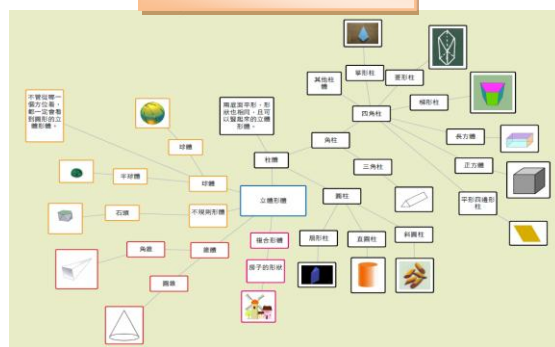 不管從哪一
個方位看，
都一定會看
到圓形的立
體形體。
兩底面平形，形
狀也相同，且可
以豎起來的立體
形體。
其他柱
體
箏形柱
菱形柱
梯形柱
四角柱
長方體
正方體
平形四邊形
柱
角柱
三角柱
柱體
球體
半球體
球體
立體形體
圓柱
石頭
不規則形體
扇形柱
直圓柱
斜圓柱
角錐
錐體
圓錐
複合形體
房子的形狀